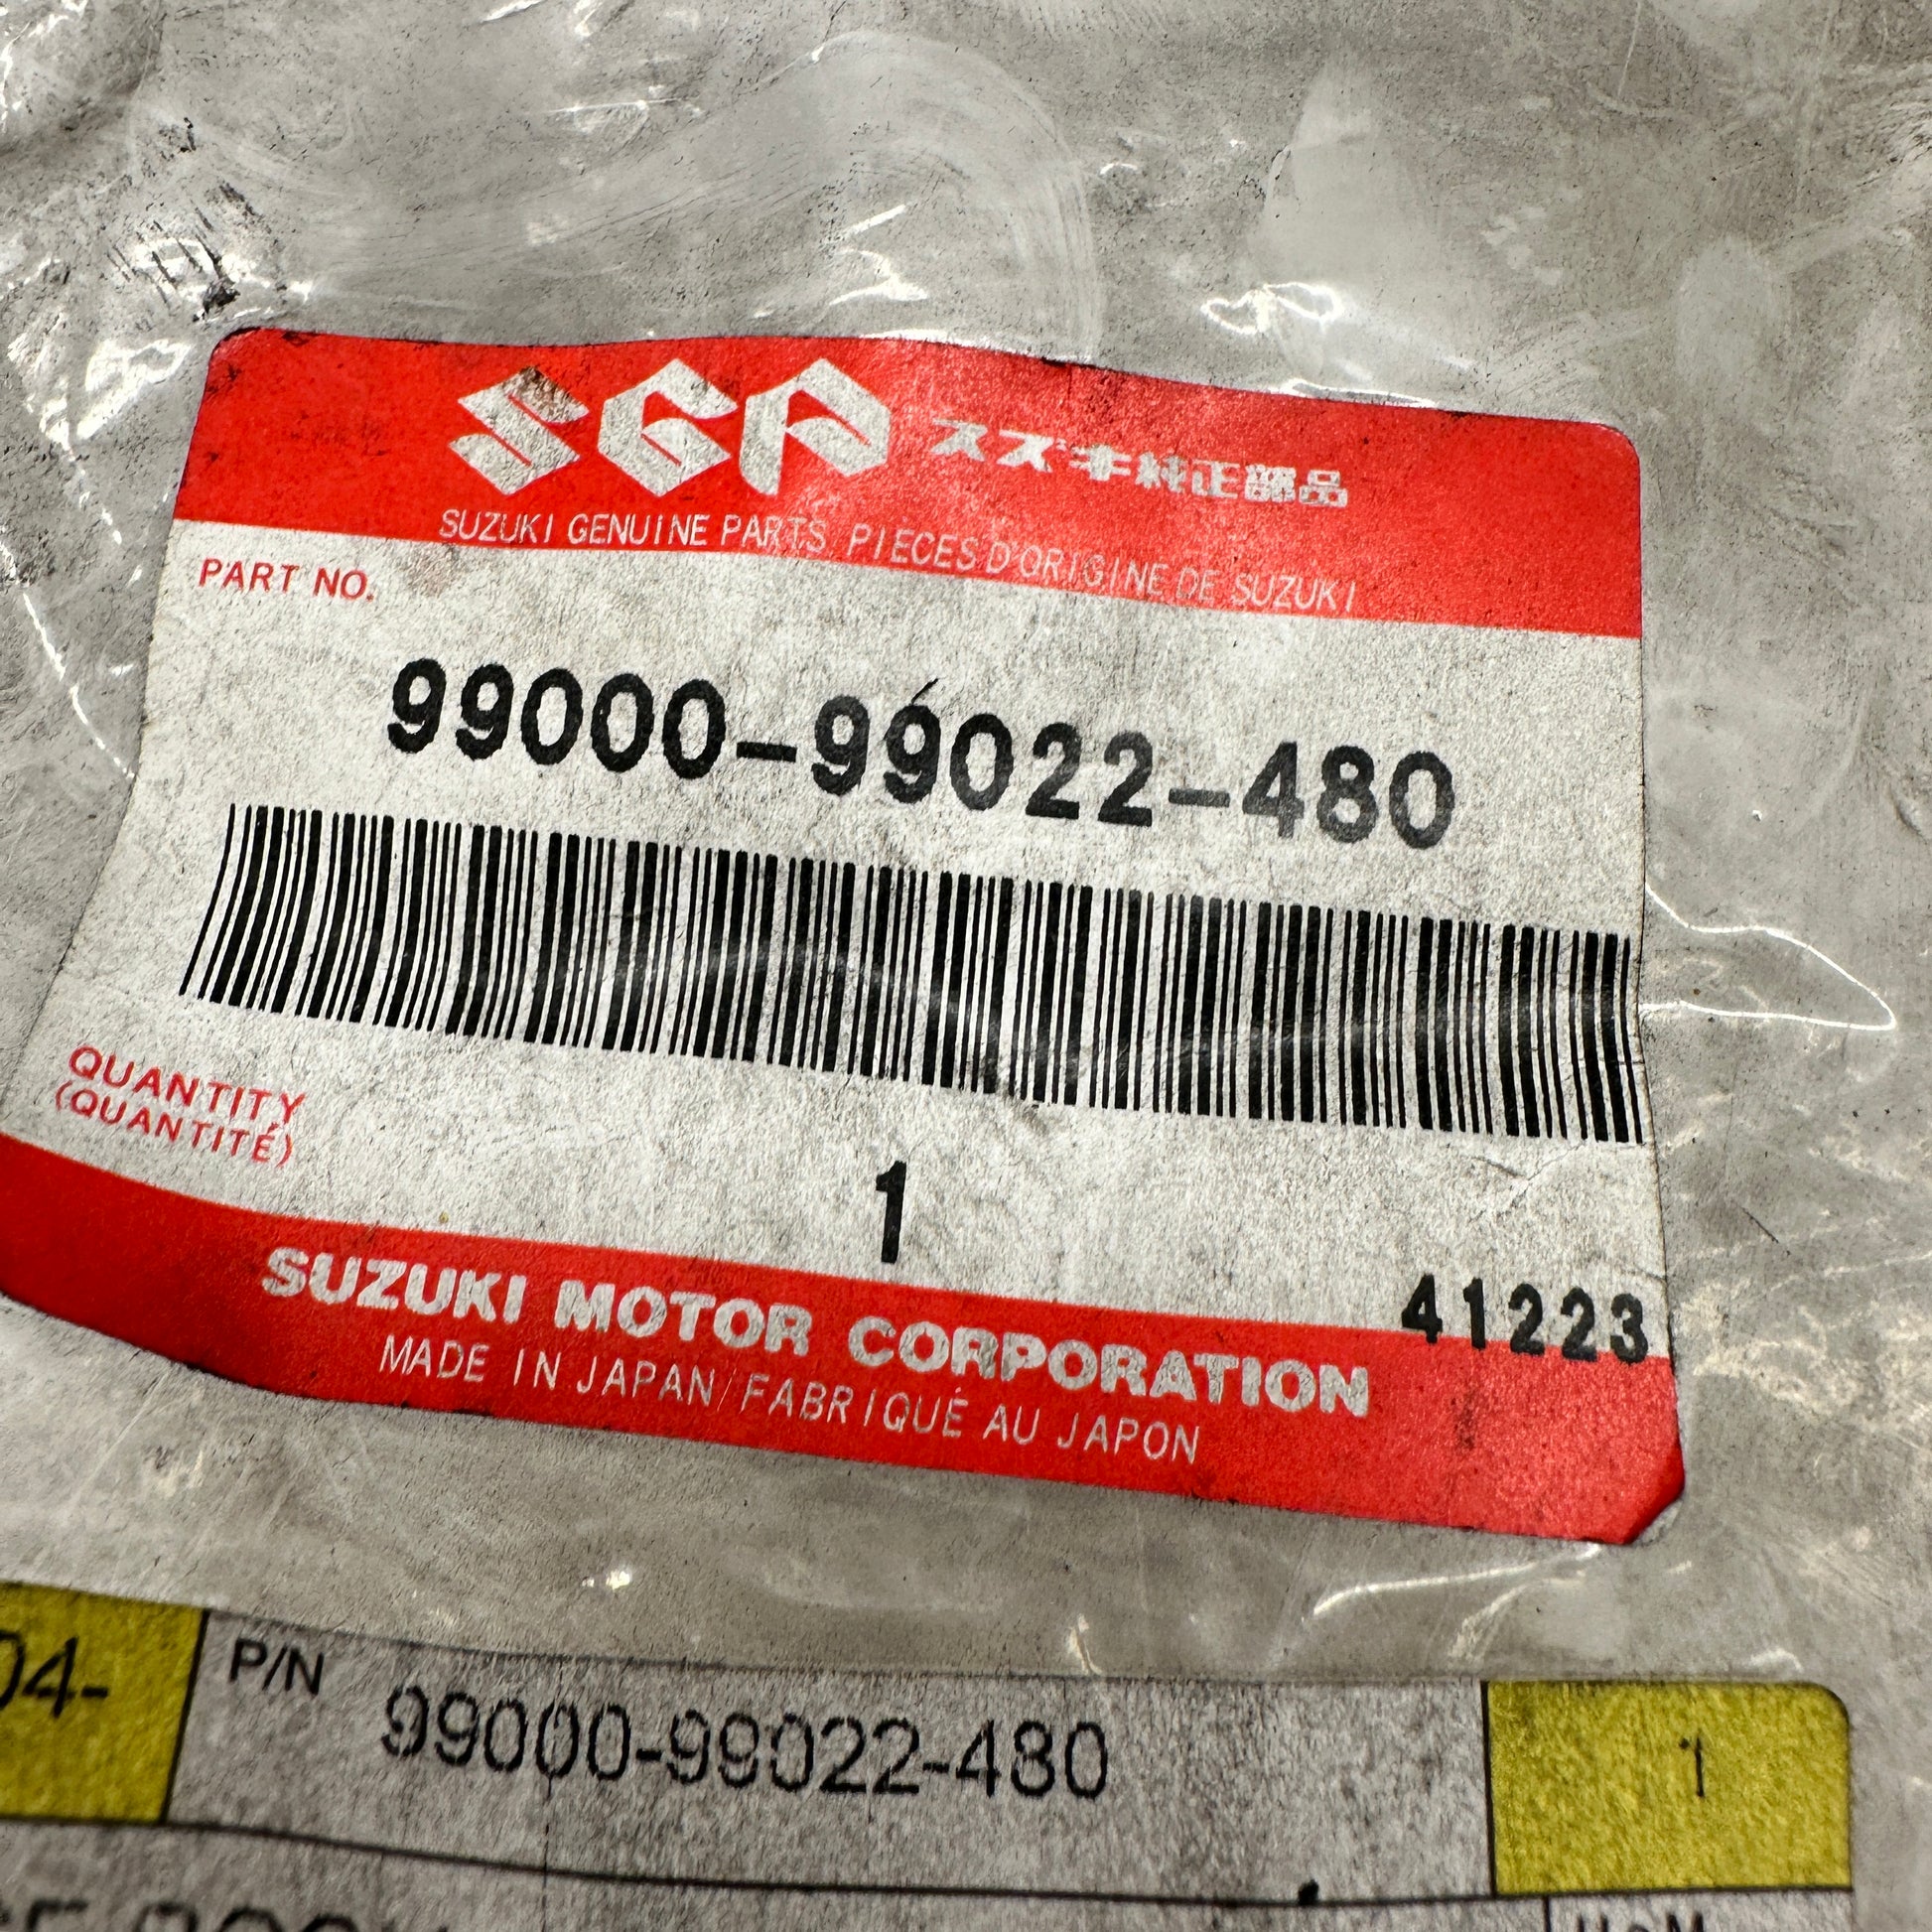 SGP スズキ純正部品
SUZUKI GENUINE PARTS PIECES D'ORIGINE DE SUZUKI
PART NO.
99000-99022-480
QUANTITY
(QUANTITÉ)
1
41223
SUZUKI MOTOR CORPORATION
MADE IN JAPAN/FABRIQUÉ AU JAPON
04-
P/N
99000-99022-480
1